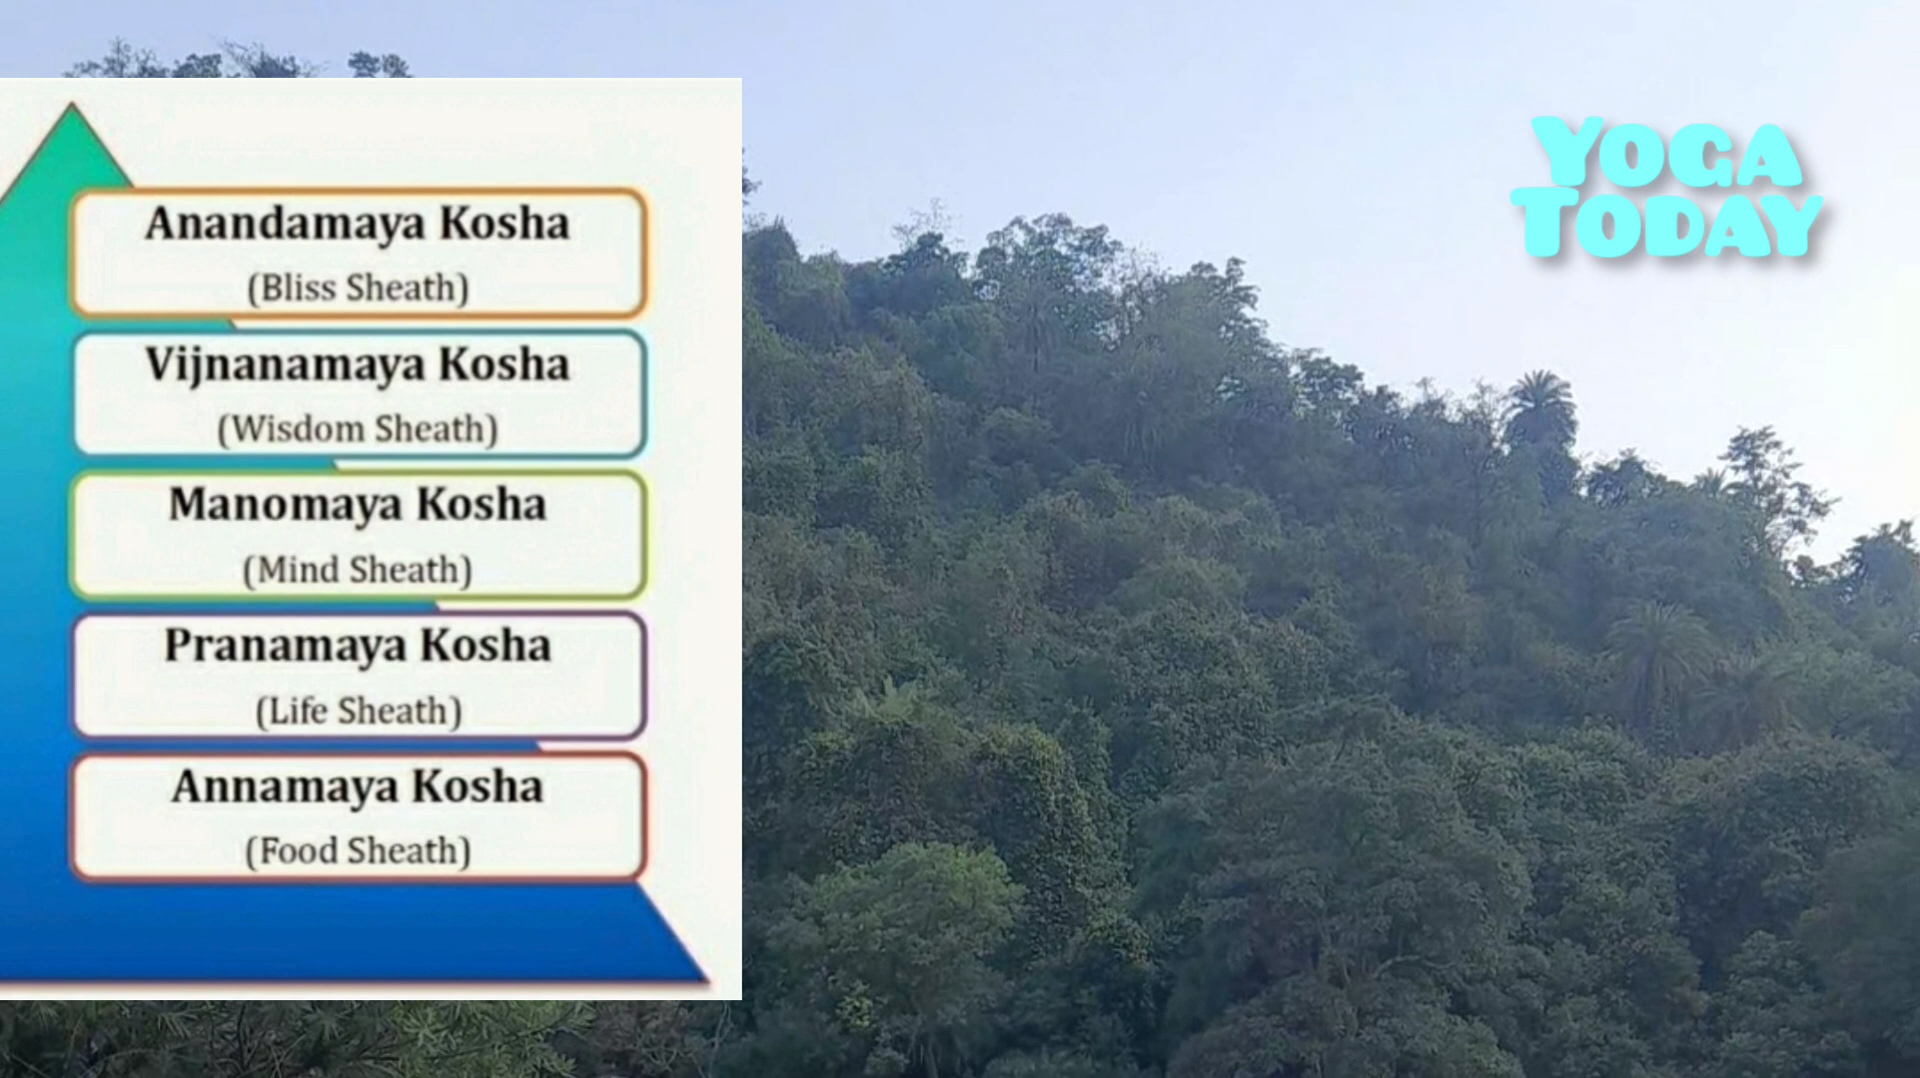 Anandamaya Kosha
(Bliss Sheath)
Vijnanamaya Kosha
(Wisdom Sheath)
Manomaya Kosha
(Mind Sheath)
Pranamaya Kosha
(Life Sheath)
Annamaya Kosha
(Food Sheath)
YOGA
TODAY